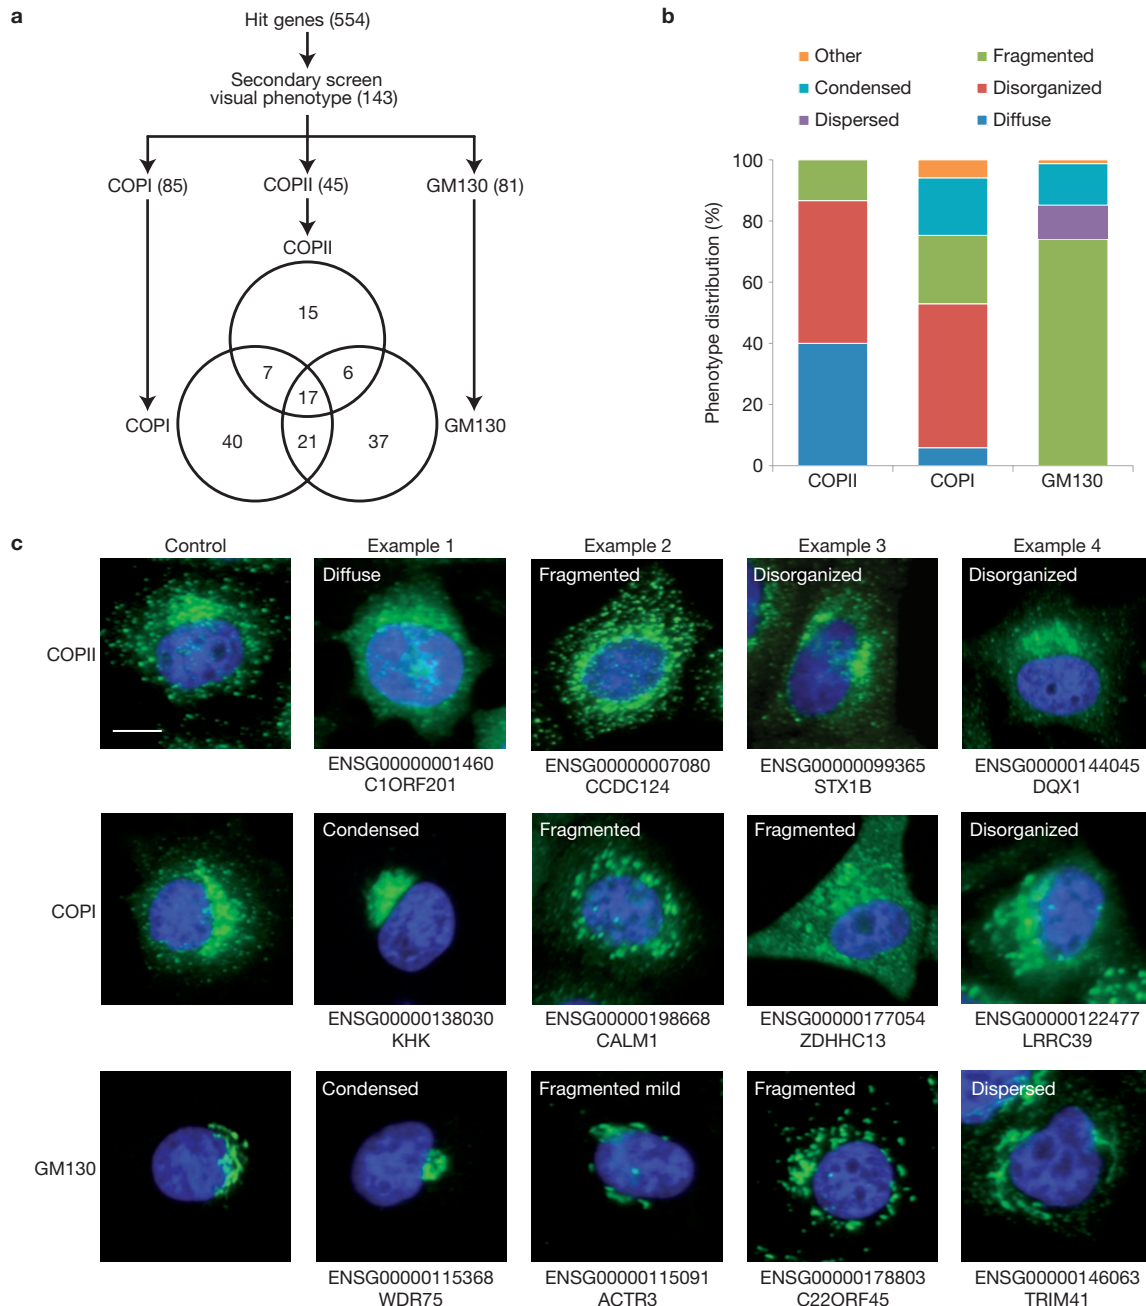 a
Hit genes (554)
Secondary screen
visual phenotype (143)
COPI (85)
COPII (45)
GM130 (81)
COPII
15
7
6
17
COPI
GM130
40
21
37
b
Other
Fragmented
Condensed
Disorganized
Dispersed
Diffuse
Phenotype distribution (%)
100
80
60
40
20
0
COPII
COPI
GM130
c
Control
Example 1
Example 2
Example 3
Example 4
COPII
Diffuse
Fragmented
Disorganized
Disorganized
ENSG00000001460
C1ORF201
ENSG00000007080
CCDC124
ENSG00000099365
STX1B
ENSG00000144045
DQX1
COPI
Condensed
Fragmented
Fragmented
Disorganized
ENSG00000138030
KHK
ENSG00000198668
CALM1
ENSG00000177054
ZDHHC13
ENSG00000122477
LRRC39
GM130
Condensed
Fragmented mild
Fragmented
Dispersed
ENSG00000115368
WDR75
ENSG00000115091
ACTR3
ENSG00000178803
C22ORF45
ENSG00000146063
TRIM41